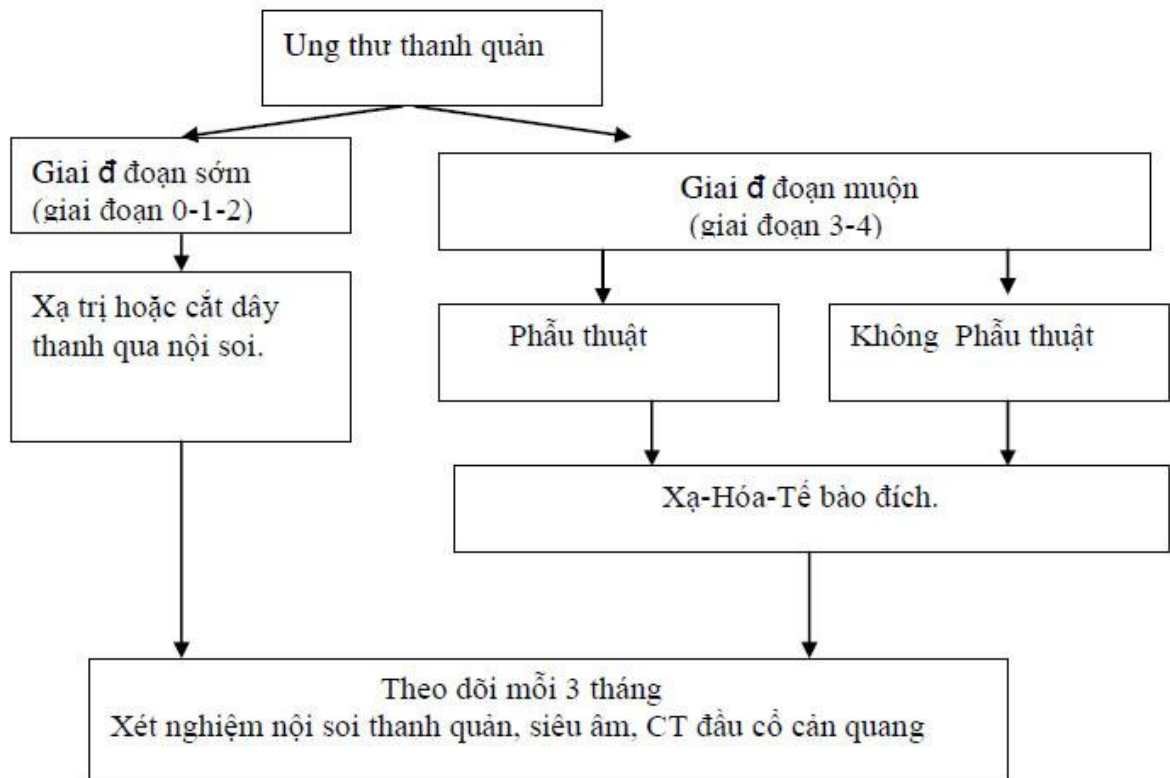 Ung thư thanh quản
Giai đ đoạn sớm
(giai đoạn 0-1-2)
Giai đ đoạn muộn
(giai đoạn 3-4)
Xạ trị hoặc cắt dây
thanh qua nội soi.
Phẫu thuật
Không Phẫu thuật
Xạ-Hóa-Tế bào đích.
Theo dõi mỗi 3 tháng
Xét nghiệm nội soi thanh quản, siêu âm, CT đầu cổ cản quang